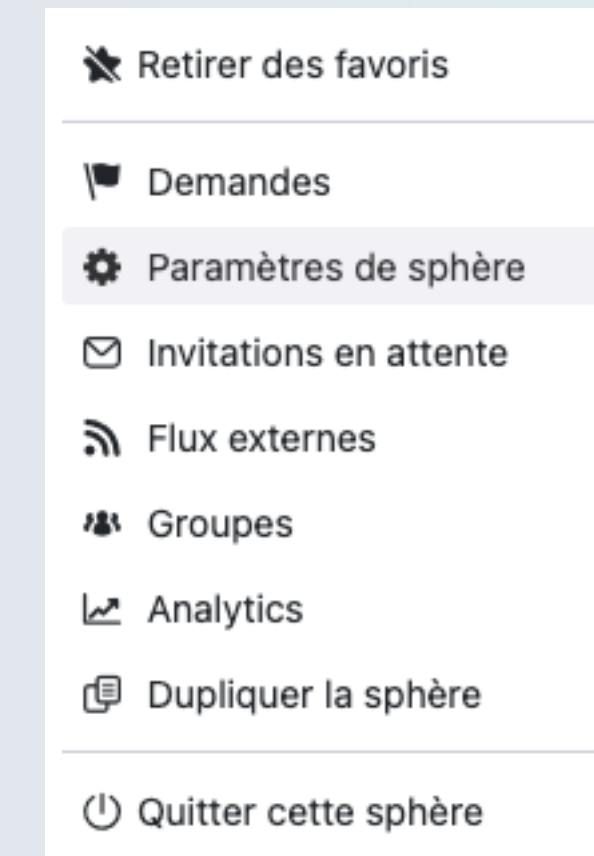 Retirer des favoris
Demandes
Paramètres de sphère
Invitations en attente
Flux externes
Groupes
Analytics
Dupliquer la sphère
Quitter cette sphère